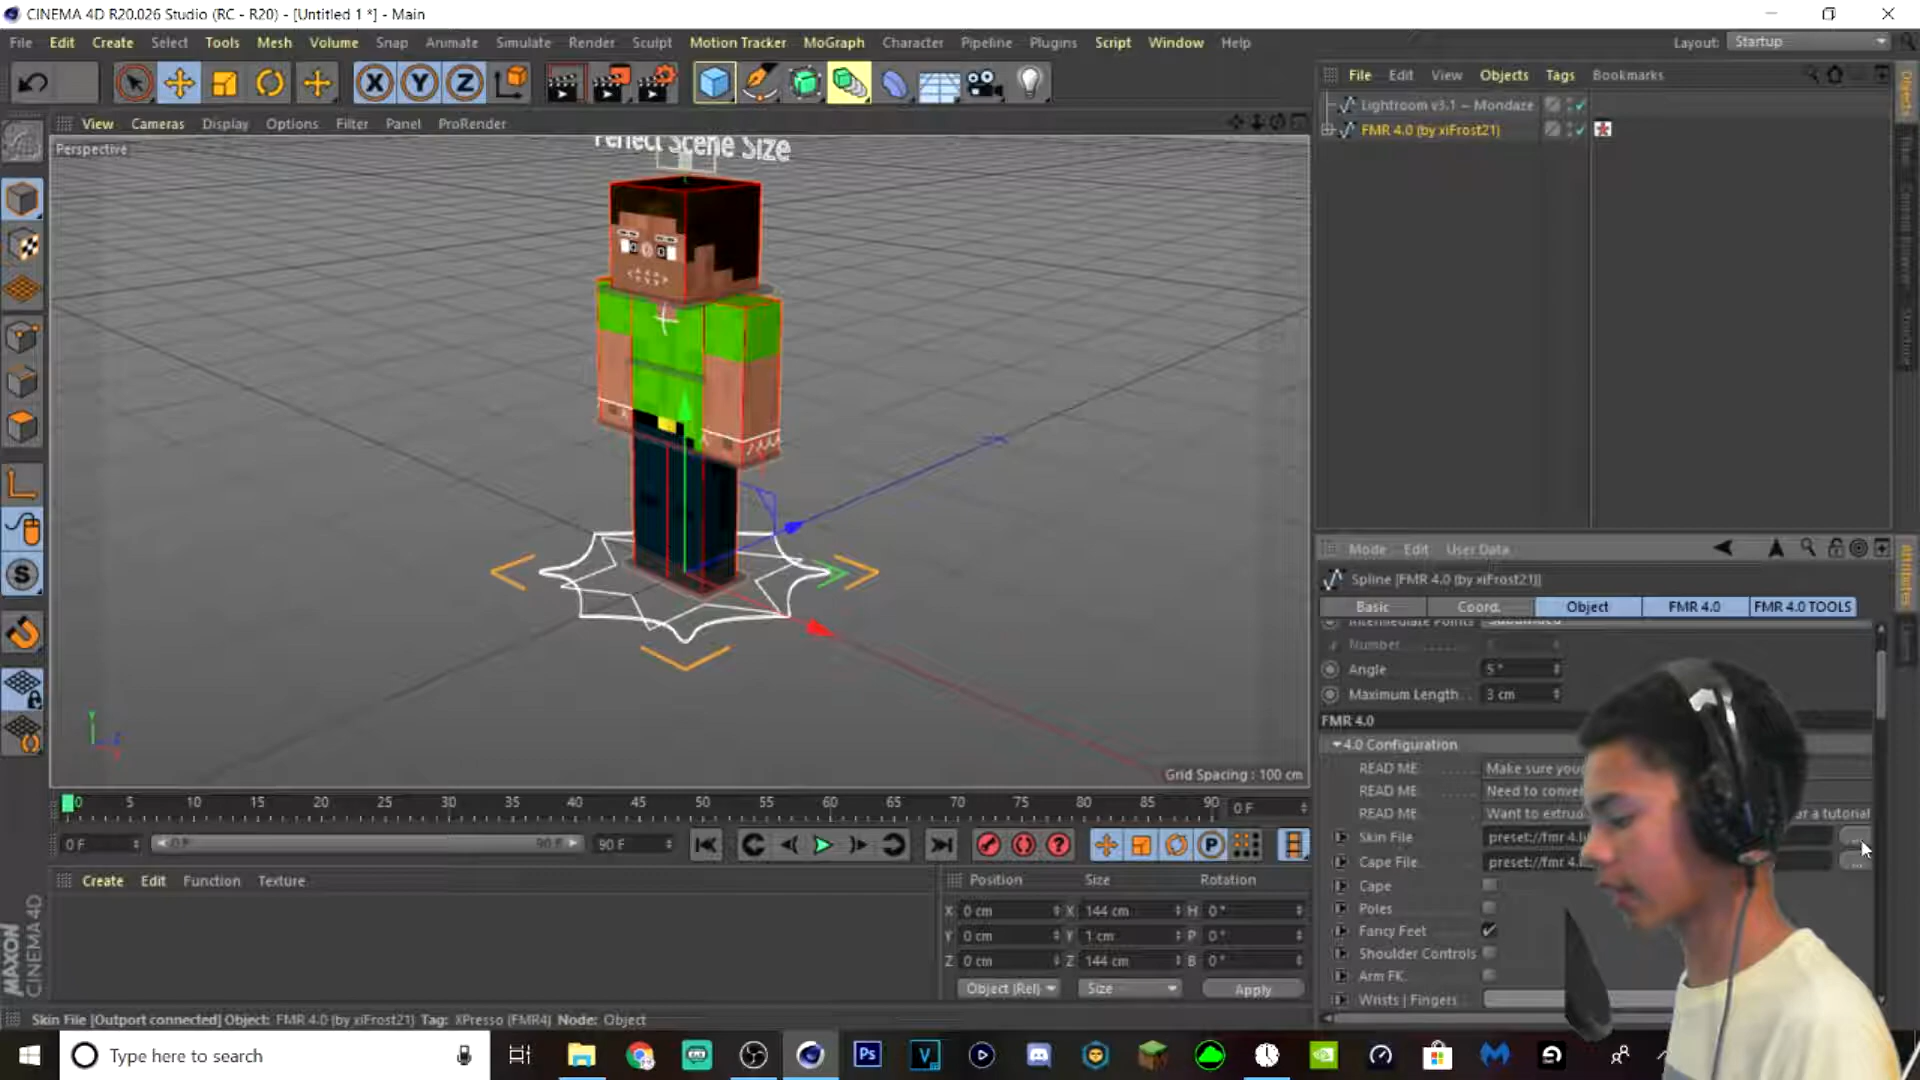 CINEMA 4D R20.026 Studio (RC - R20) - [Untitled 1 *] - Main
File Edit Create Select Tools Mesh Volume Snap Animate Simulate Render Sculpt Motion Tracker MoGraph Character Pipeline Plugins Script Window Help
Layout: Startup
X Y Z
File Edit View Objects Tags Bookmarks
Lightroom v3.1 – Mondaze
FMR 4.0 (by xiFrost21)
View Cameras Display Options Filter Panel ProRender
Perspective
Perfect Scene Size
Grid Spacing : 100 cm
Objects
Structure
Attributes
Mode Edit User Data
Spline [FMR 4.0 (by xiFrost21)]
Basic Coord. Object FMR 4.0 FMR 4.0 TOOLS
Intermediate Points Subdivided
Number
Angle 5 °
Maximum Length 3 cm
FMR 4.0
4.0 Configuration
READ ME Make sure you
READ ME Need to conver
READ ME Want to extrud or a tutorial
Skin File preset://fmr 4.l
Cape File preset://fmr 4.l
Cape
Poles
Fancy Feet
Shoulder Controls
Arm FK
Wrists | Fingers
0 5 10 15 20 25 30 35 40 45 50 55 60 65 70 75 80 85 90 0 F
0 F 0 F 90 F 90 F
Create Edit Function Texture
Position Size Rotation
X 0 cm X 144 cm H 0 °
Y 0 cm Y 1 cm P 0 °
Z 0 cm Z 144 cm B 0 °
Object (Rel) Size Apply
MAXON
CINEMA 4D
Skin File [Outport connected] Object: FMR 4.0 (by xiFrost21) Tag: XPresso (FMR4) Node: Object
Type here to search
Ps
V